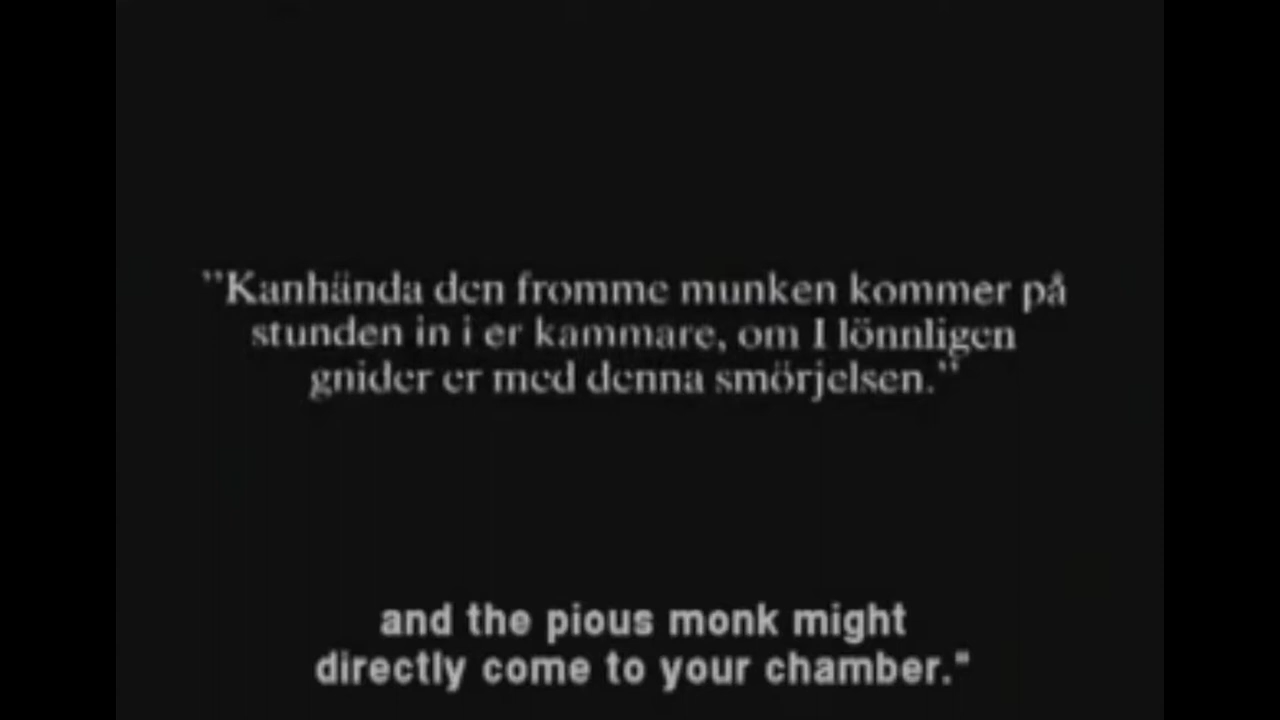 ”Kanhända den fromme munken kommer på
stunden in i er kammare, om I lönnligen
gnider er med denna smörjelsen.“
and the pious monk might
directly come to your chamber."